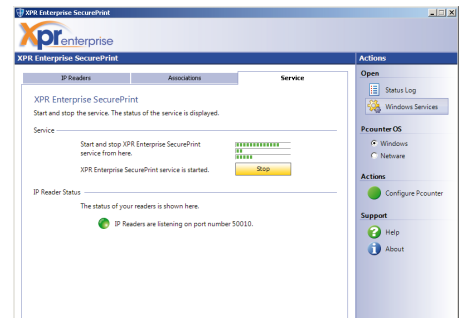 XPR Enterprise SecurePrint
Xpr enterprise
XPR Enterprise SecurePrint
Actions
IP Readers
Associations
Service
XPR Enterprise SecurePrint
Start and stop the service. The status of the service is displayed.
Service
Start and stop XPR Enterprise SecurePrint
service from here.
XPR Enterprise SecurePrint service is started.
Stop
IP Reader Status
The status of your readers is shown here.
IP Readers are listening on port number 50010.
Open
Status Log
Windows Services
PcounterOS
Windows
Netware
Actions
Configure Pcounter
Support
Help
About